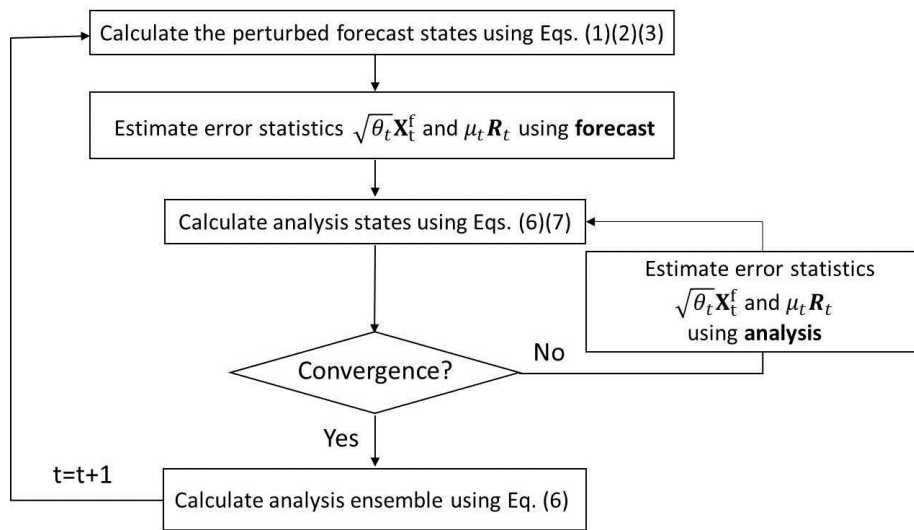 Calculate the perturbed forecast states using Eqs. (1)(2)(3)
Estimate error statistics √θₜXₜᶠ and μₜRₜ using forecast
Calculate analysis states using Eqs. (6)(7)
Estimate error statistics
√θₜXₜᶠ and μₜRₜ
using analysis
Convergence?
No
Yes
t=t+1
Calculate analysis ensemble using Eq. (6)